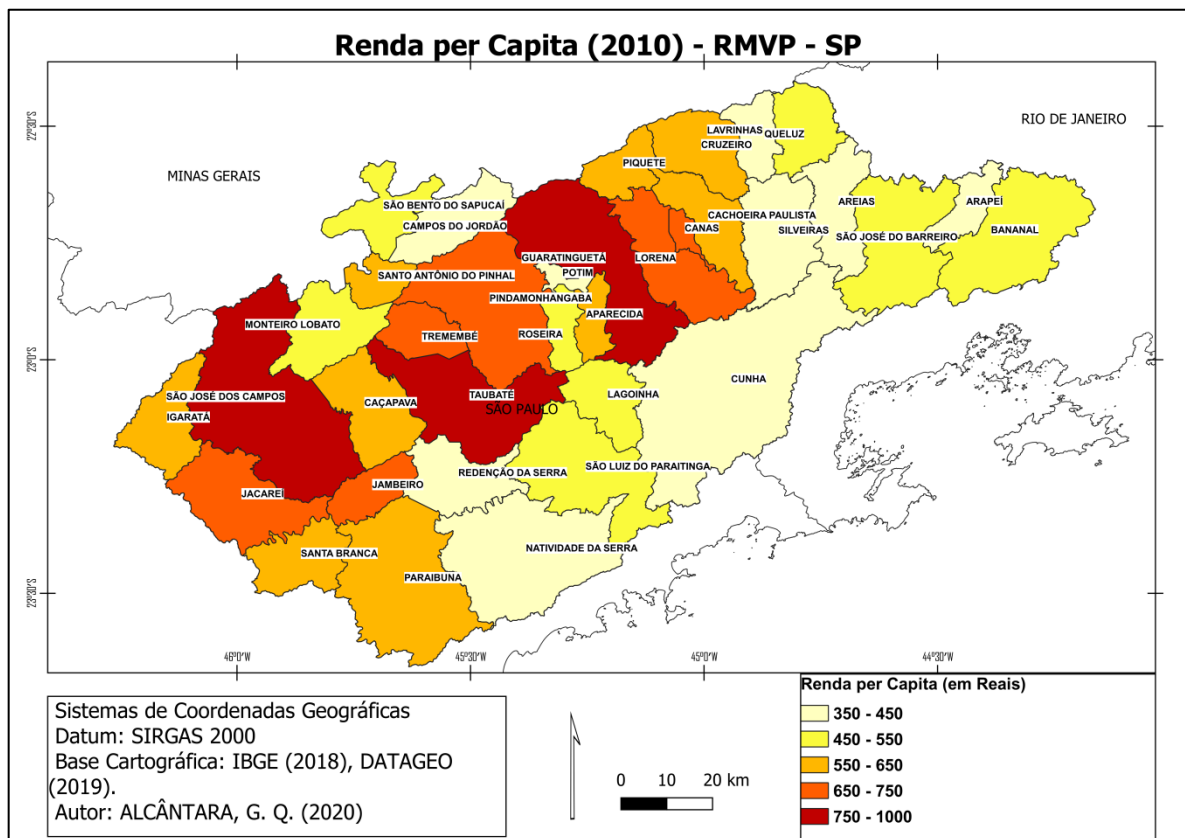 Renda per Capita (2010) - RMVP - SP
RIO DE JANEIRO
MINAS GERAIS
SÃO PAULO
LAVRINHAS
QUELUZ
CRUZEIRO
PIQUETE
SÃO BENTO DO SAPUCAÍ
CAMPOS DO JORDÃO
CACHOEIRA PAULISTA
AREIAS
ARAPEÍ
CANAS
SILVEIRAS
SÃO JOSÉ DO BARREIRO
BANANAL
GUARATINGUETÁ
LORENA
POTIM
SANTO ANTÔNIO DO PINHAL
PINDAMONHANGABA
APARECIDA
MONTEIRO LOBATO
TREMEMBÉ
ROSEIRA
CUNHA
SÃO JOSÉ DOS CAMPOS
CAÇAPAVA
TAUBATÉ
LAGOINHA
IGARATÁ
REDENÇÃO DA SERRA
SÃO LUIZ DO PARAITINGA
JACAREÍ
JAMBEIRO
NATIVIDADE DA SERRA
SANTA BRANCA
PARAIBUNA
22°30'S
23°0'S
23°30'S
46°0'W
45°30'W
45°0'W
44°30'W
Sistemas de Coordenadas Geográficas
Datum: SIRGAS 2000
Base Cartográfica: IBGE (2018), DATAGEO
(2019).
Autor: ALCÂNTARA, G. Q. (2020)
0 10 20 km
Renda per Capita (em Reais)
350 - 450
450 - 550
550 - 650
650 - 750
750 - 1000